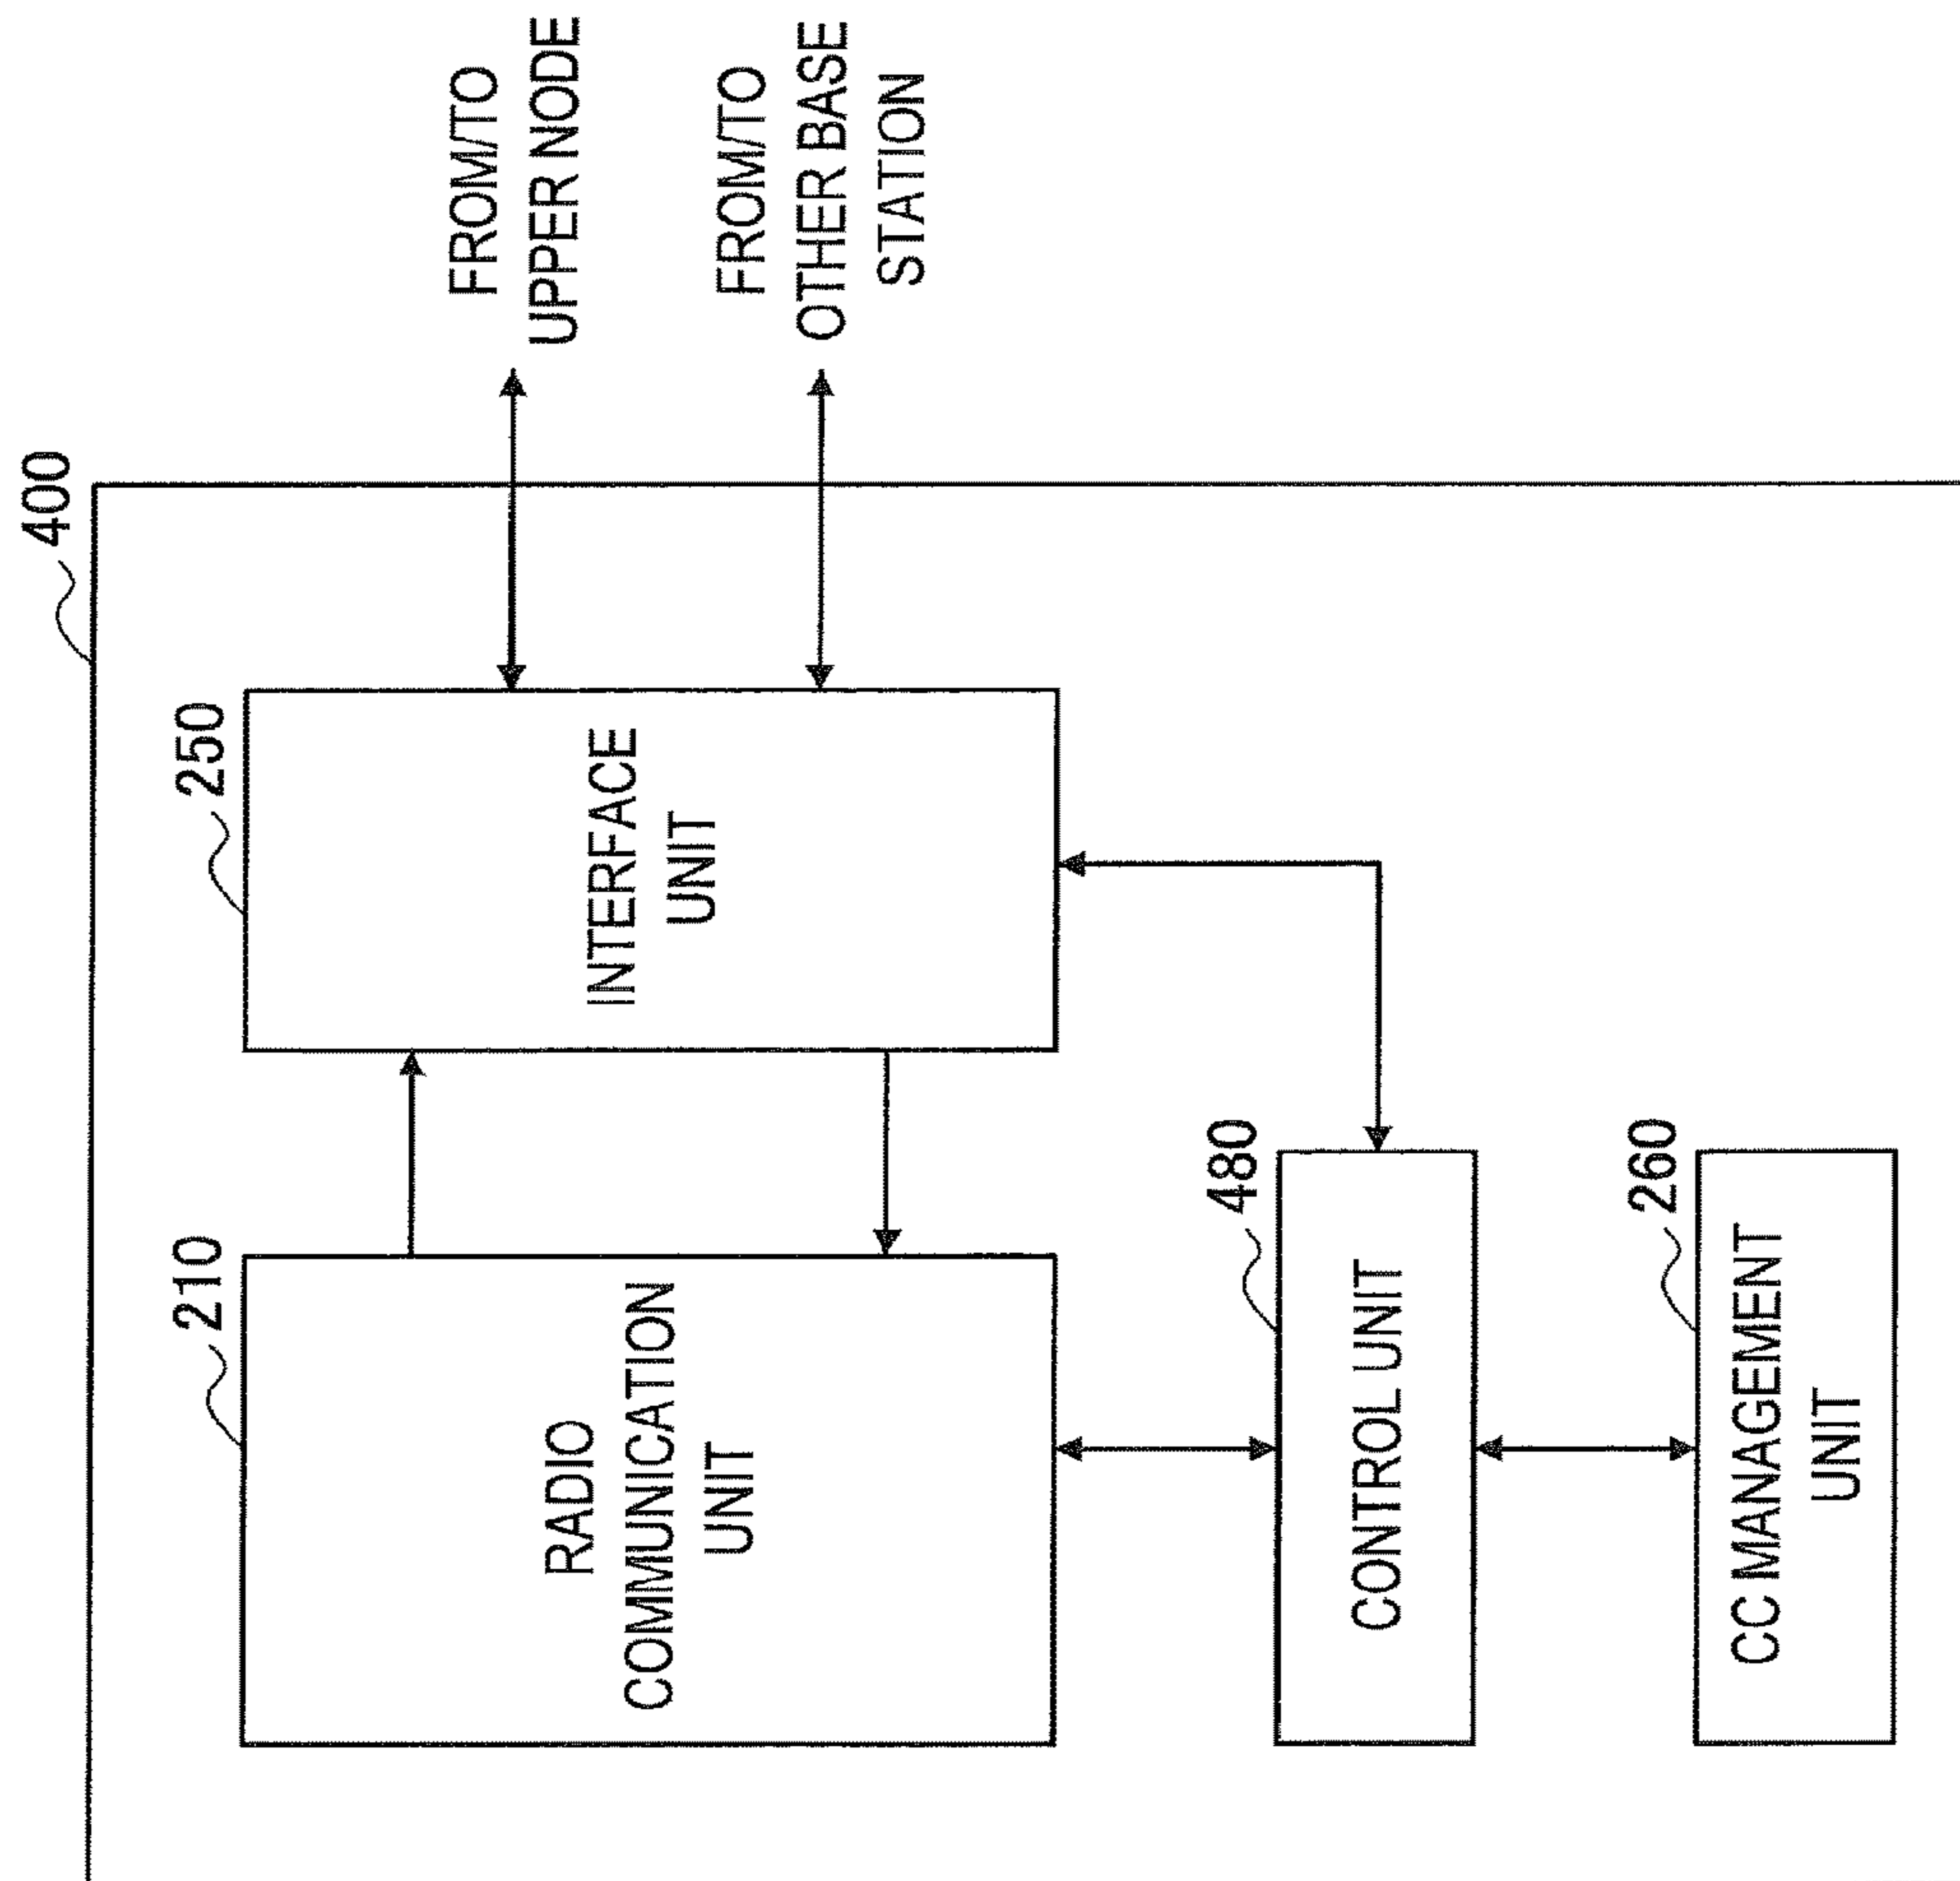 400
210
RADIO
COMMUNICATION
UNIT
250
INTERFACE
UNIT
FROM/TO
UPPER NODE
FROM/TO
OTHER BASE
STATION
480
CONTROL UNIT
260
CC MANAGEMENT
UNIT